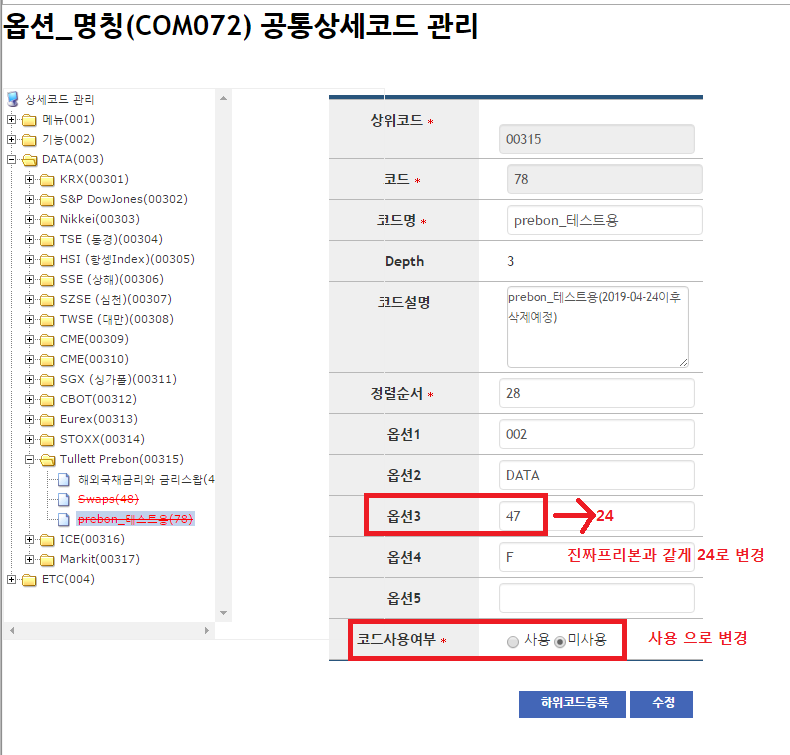 옵션_명칭(COM072) 공통상세코드 관리
상세코드 관리
메뉴(001)
기능(002)
DATA(003)
KRX(00301)
S&P DowJones(00302)
Nikkei(00303)
TSE (동경)(00304)
HSI (항셍Index)(00305)
SSE (상해)(00306)
SZSE (심천)(00307)
TWSE (대만)(00308)
CME(00309)
CME(00310)
SGX (싱가폴)(00311)
CBOT(00312)
Eurex(00313)
STOXX(00314)
Tullett Prebon(00315)
해외국채금리와 금리스왑(4
Swaps(48)
prebon_테스트용(78)
ICE(00316)
Markit(00317)
ETC(004)
상위코드 *
00315
코드 *
78
코드명 *
prebon_테스트용
Depth
3
코드설명
prebon_테스트용(2019-04-24이후
삭제예정)
정렬순서 *
28
옵션1
002
옵션2
DATA
옵션3
47
24
옵션4
F
진짜프리본과 같게 24로 변경
옵션5
코드사용여부 *
사용 미사용
사용 으로 변경
하위코드등록
수정